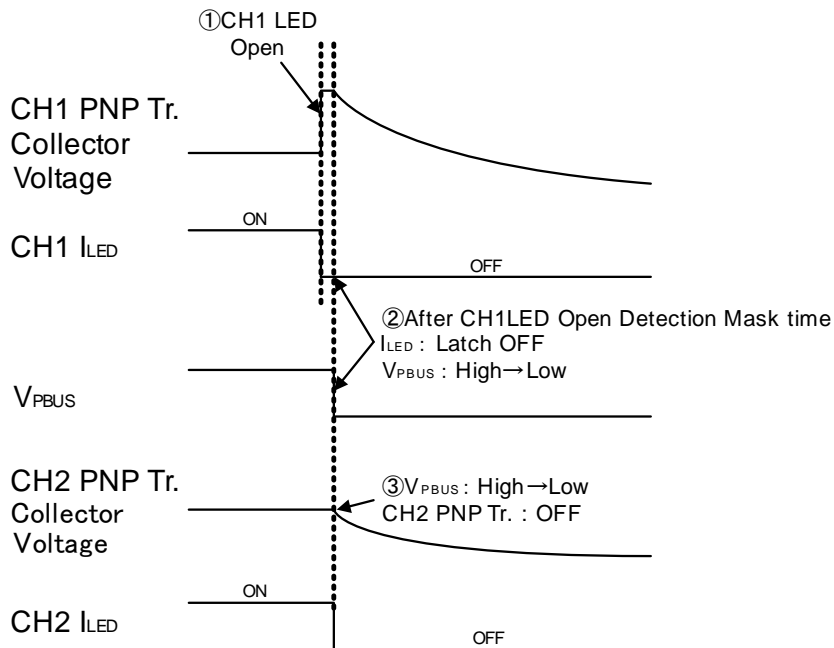 ①CH1 LED
Open
CH1 PNP Tr.
Collector
Voltage
ON
CH1 ILED
OFF
②After CH1LED Open Detection Mask time
ILED : Latch OFF
VPBUS : High→Low
VPBUS
CH2 PNP Tr.
Collector
Voltage
③VPBUS : High→Low
CH2 PNP Tr. : OFF
ON
CH2 ILED
OFF